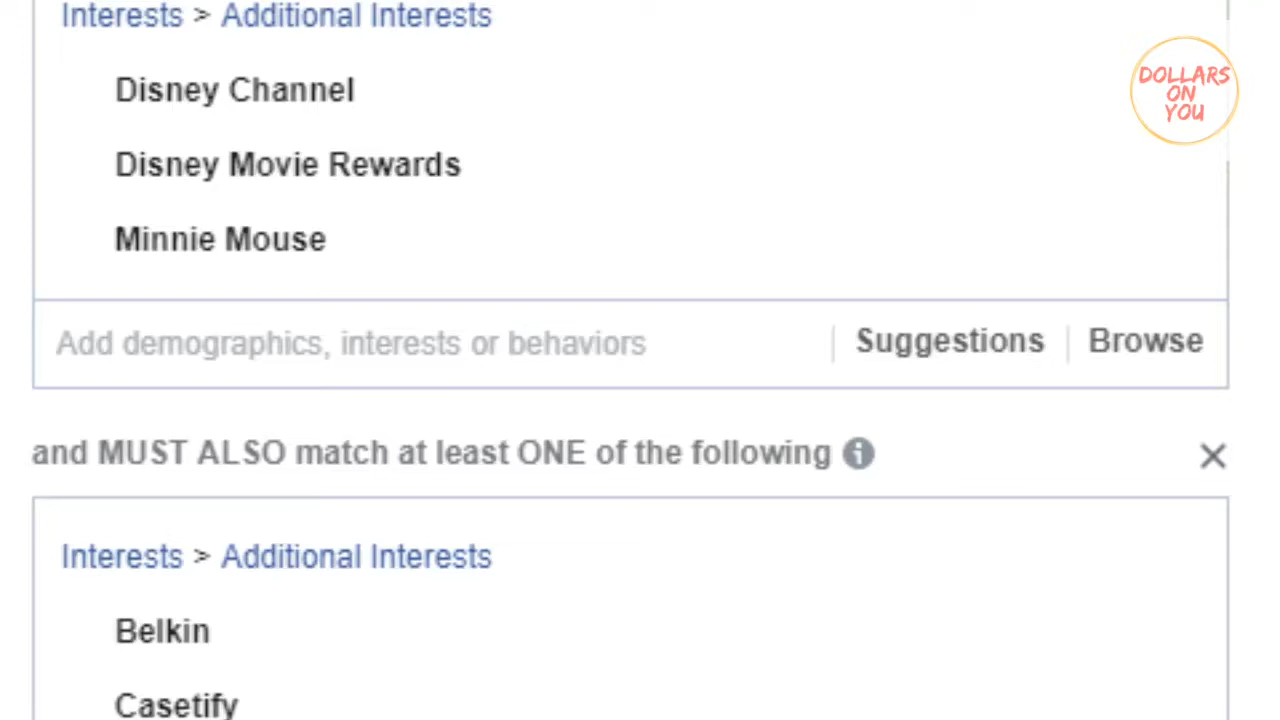 Interests > Additional Interests
Disney Channel
Disney Movie Rewards
Minnie Mouse
Add demographics, interests or behaviors | Suggestions | Browse
and MUST ALSO match at least ONE of the following
Interests > Additional Interests
Belkin
Casetify
DOLLARS
ON
YOU